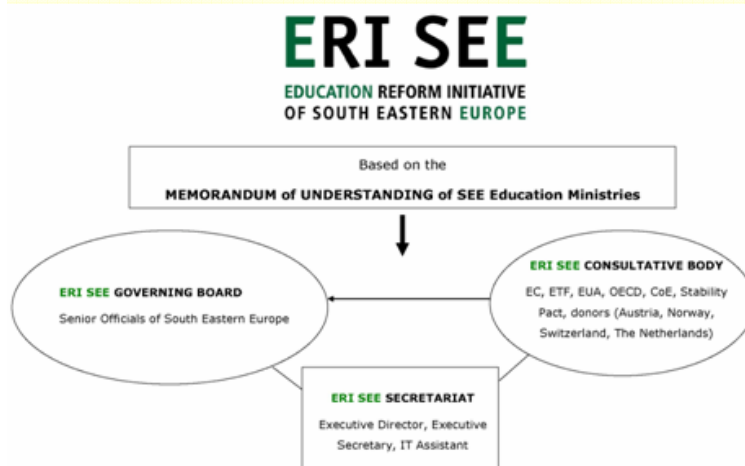 ERI SEE
EDUCATION REFORM INITIATIVE
OF SOUTH EASTERN EUROPE
Based on the
MEMORANDUM of UNDERSTANDING of SEE Education Ministries
ERI SEE GOVERNING BOARD
Senior Officials of South Eastern Europe
ERI SEE CONSULTATIVE BODY
EC, ETF, EUA, OECD, CoE, Stability
Pact, donors (Austria, Norway,
Switzerland, The Netherlands)
ERI SEE SECRETARIAT
Executive Director, Executive
Secretary, IT Assistant